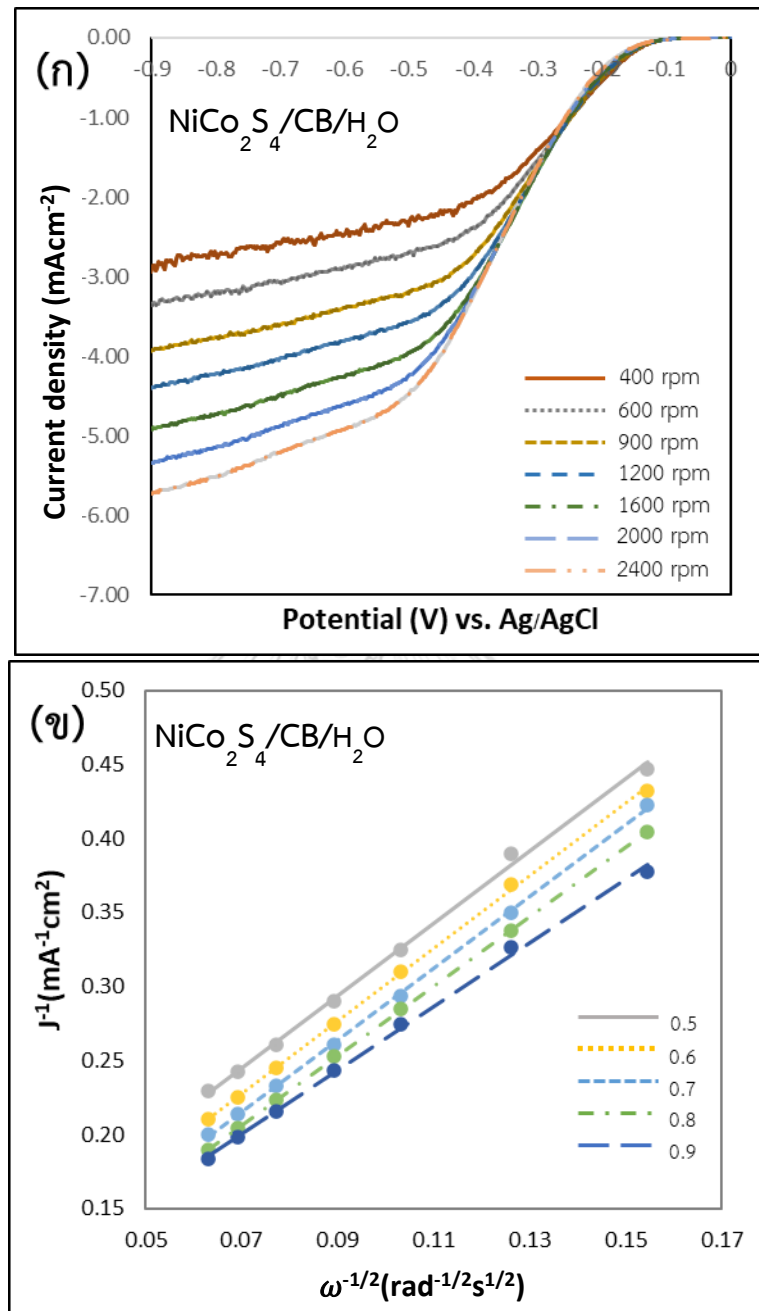 (ก)
NiCo2S4/CB/H2O
0.00
-1.00
-2.00
-3.00
-4.00
-5.00
-6.00
-7.00
-0.9 -0.8 -0.7 -0.6 -0.5 -0.4 -0.3 -0.2 -0.1 0
Current density (mAcm-2)
400 rpm
600 rpm
900 rpm
1200 rpm
1600 rpm
2000 rpm
2400 rpm
Potential (V) vs. Ag/AgCl
(ข)
NiCo2S4/CB/H2O
0.50
0.45
0.40
0.35
0.30
0.25
0.20
0.15
J-1(mA-1cm2)
0.5
0.6
0.7
0.8
0.9
0.05 0.07 0.09 0.11 0.13 0.15 0.17
ω-1/2(rad-1/2s1/2)